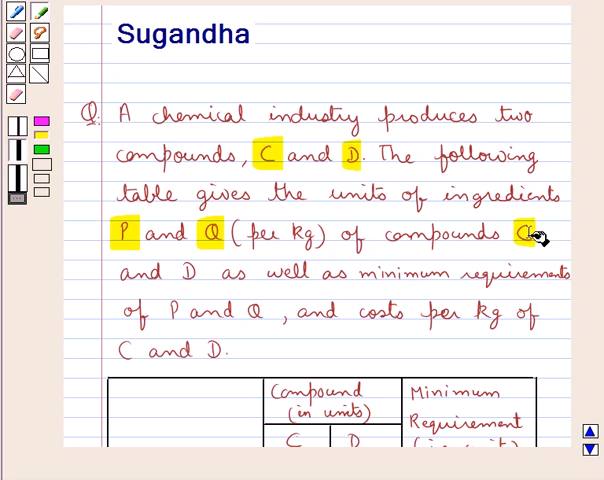 Sugandha
Q. A chemical industry produces two
compounds, C and D. The following
table gives the units of ingredients
P and Q (per kg) of compounds C
and D as well as minimum requirements
of P and Q, and costs per kg of
C and D.
Compound Minimum
(in units) Requirement
C D